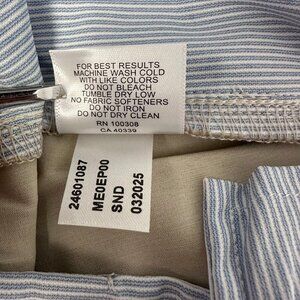 FOR BEST RESULTS
MACHINE WASH COLD
WITH LIKE COLORS
DO NOT BLEACH
TUMBLE DRY LOW
NO FABRIC SOFTENERS
DO NOT IRON
DO NOT DRY CLEAN
RN 100308
CA 40339
24601087
ME0EP00
SND
032025